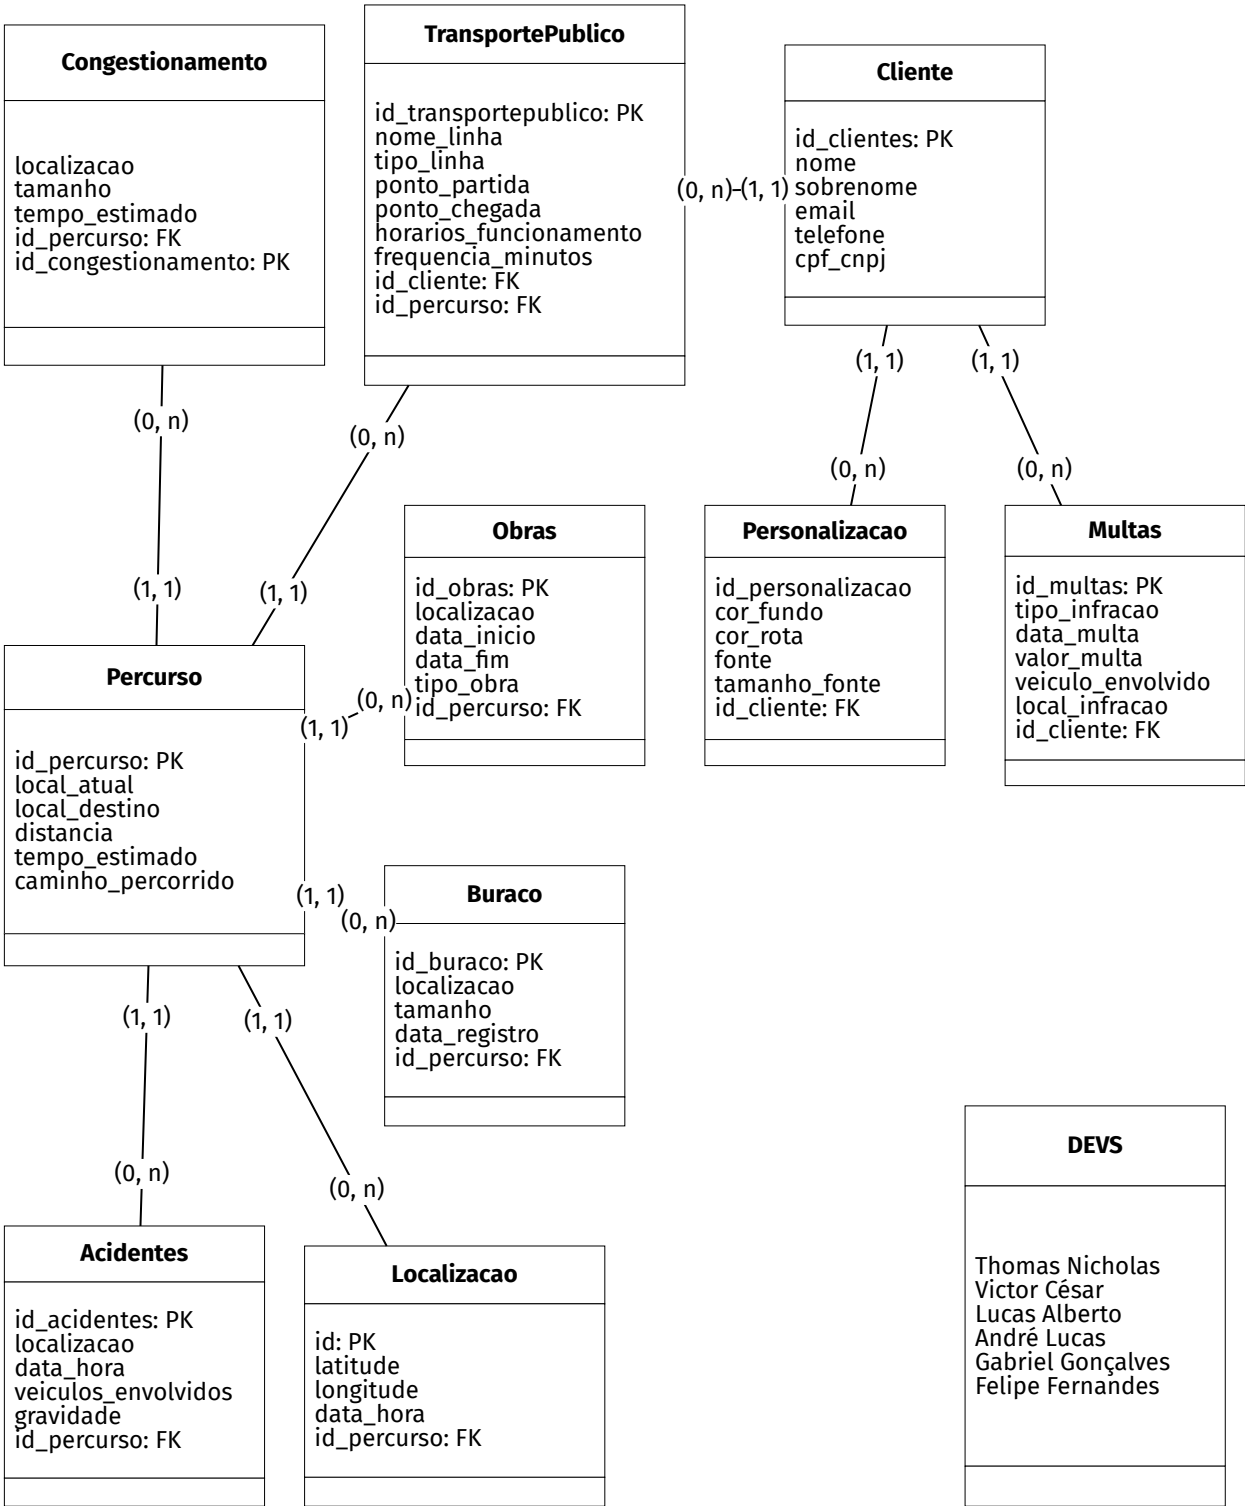 Congestionamento
localizacao
tamanho
tempo_estimado
id_percurso: FK
id_congestionamento: PK
TransportePublico
id_transportepublico: PK
nome_linha
tipo_linha
ponto_partida
ponto_chegada
horarios_funcionamento
frequencia_minutos
id_cliente: FK
id_percurso: FK
(0, n)
(1, 1)
Cliente
id_clientes: PK
nome
sobrenome
email
telefone
cpf_cnpj
(1, 1)
(1, 1)
(0, n)
(0, n)
(0, n)
(0, n)
(1, 1)
(1, 1)
Obras
id_obras: PK
localizacao
data_inicio
data_fim
tipo_obra
id_percurso: FK
Personalizacao
id_personalizacao
cor_fundo
cor_rota
fonte
tamanho_fonte
id_cliente: FK
Multas
id_multas: PK
tipo_infracao
data_multa
valor_multa
veiculo_envolvido
local_infracao
id_cliente: FK
Percurso
id_percurso: PK
local_atual
local_destino
distancia
tempo_estimado
caminho_percorrido
(0, n)
(1, 1)
(1, 1)
(0, n)
Buraco
id_buraco: PK
localizacao
tamanho
data_registro
id_percurso: FK
(1, 1)
(1, 1)
(0, n)
(0, n)
Acidentes
id_acidentes: PK
localizacao
data_hora
veiculos_envolvidos
gravidade
id_percurso: FK
Localizacao
id: PK
latitude
longitude
data_hora
id_percurso: FK
DEVS
Thomas Nicholas
Victor César
Lucas Alberto
André Lucas
Gabriel Gonçalves
Felipe Fernandes